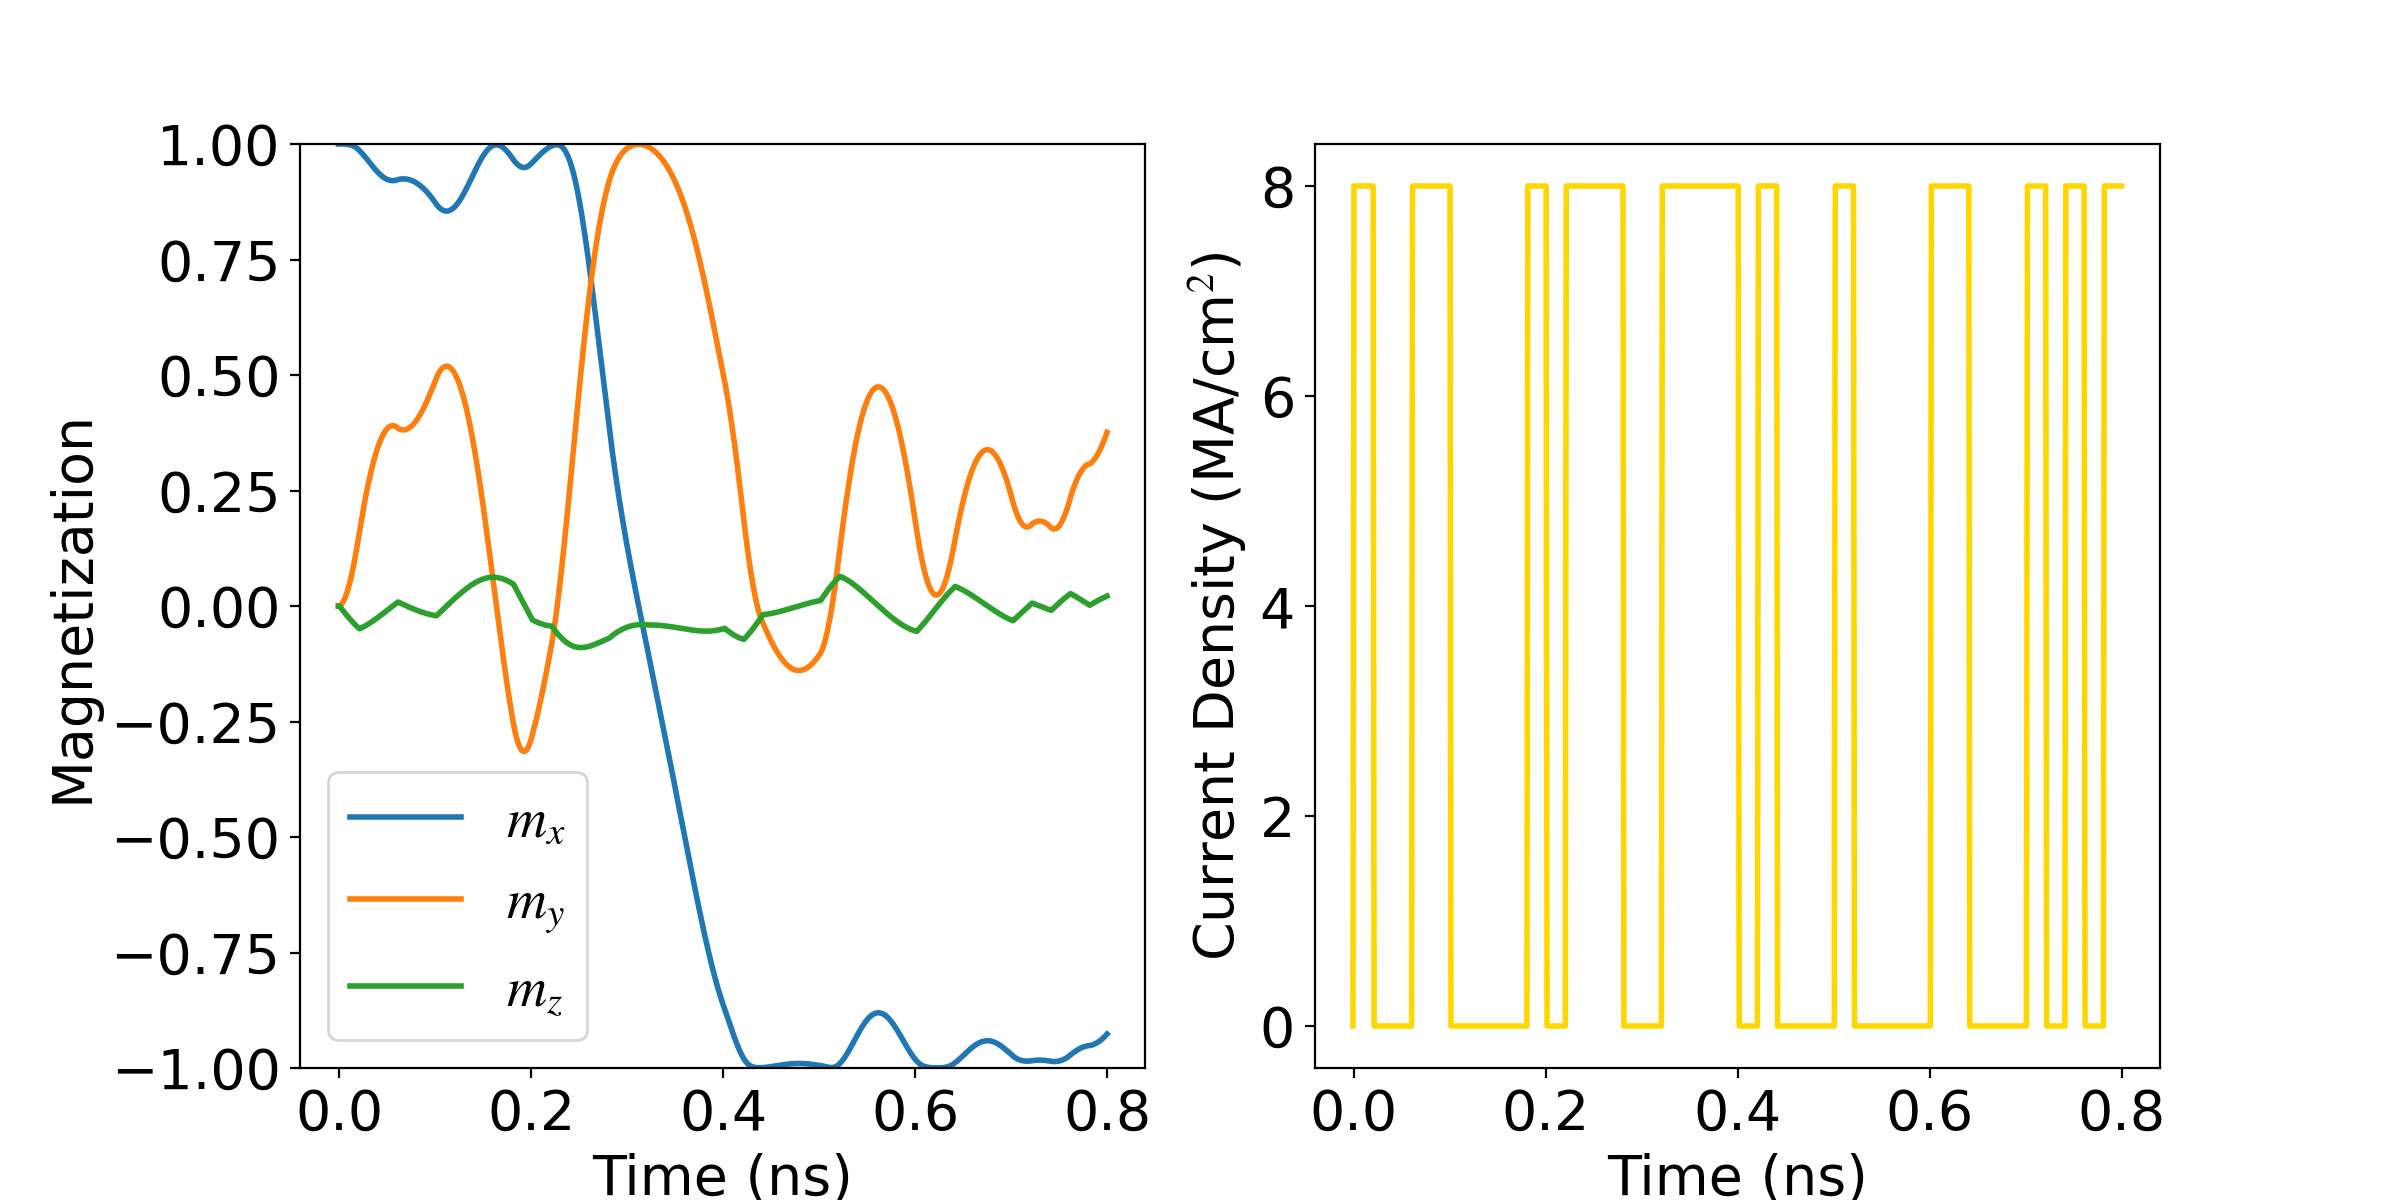 1.00
0.75
0.50
0.25
0.00
−0.25
−0.50
−0.75
−1.00
Magnetization
m_x
m_y
m_z
0.0 0.2 0.4 0.6 0.8
Time (ns)
8
6
4
2
0
Current Density (MA/cm²)
0.0 0.2 0.4 0.6 0.8
Time (ns)